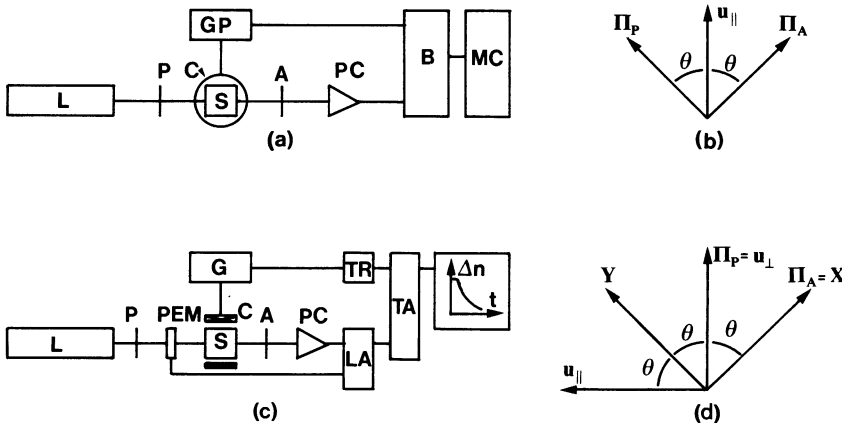 GP
C
P
A
PC
B
MC
L
S
(a)
Π_P
u_∥
Π_A
θ
θ
(b)
G
TR
Δn
t
TA
P
PEM
C
A
PC
L
S
LA
(c)
Y
Π_P = u_⊥
Π_A = X
θ
θ
θ
u_∥
(d)